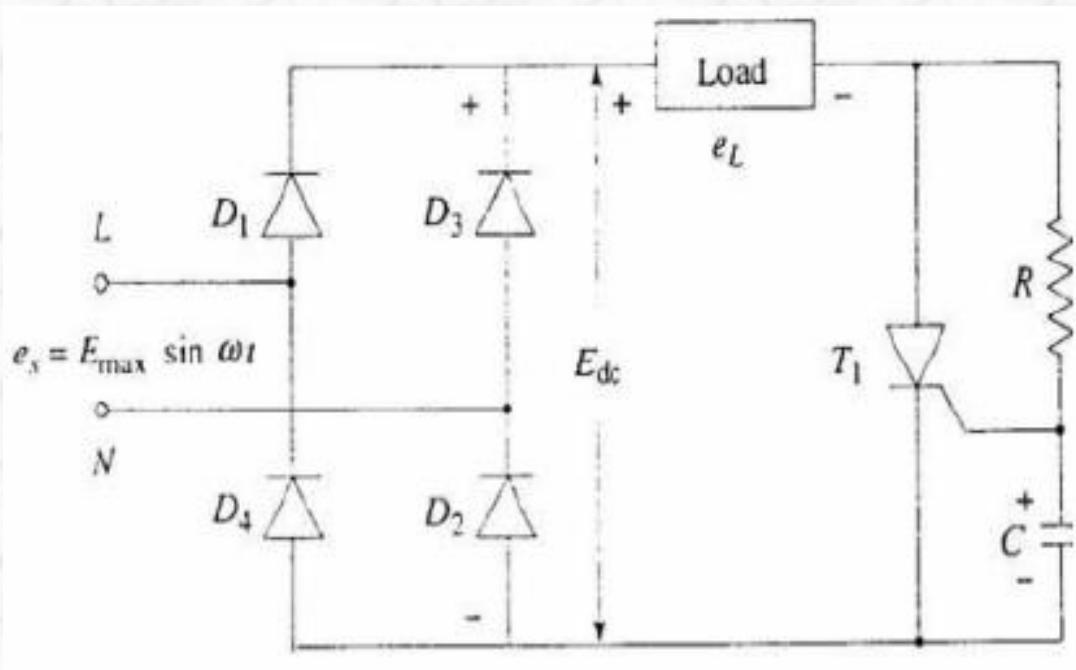 Load
+
+
-
e_L
D₁
D₃
L
R
e_s = E_max sin ωt
E_dc
T₁
N
D₄
D₂
+
C
-
-